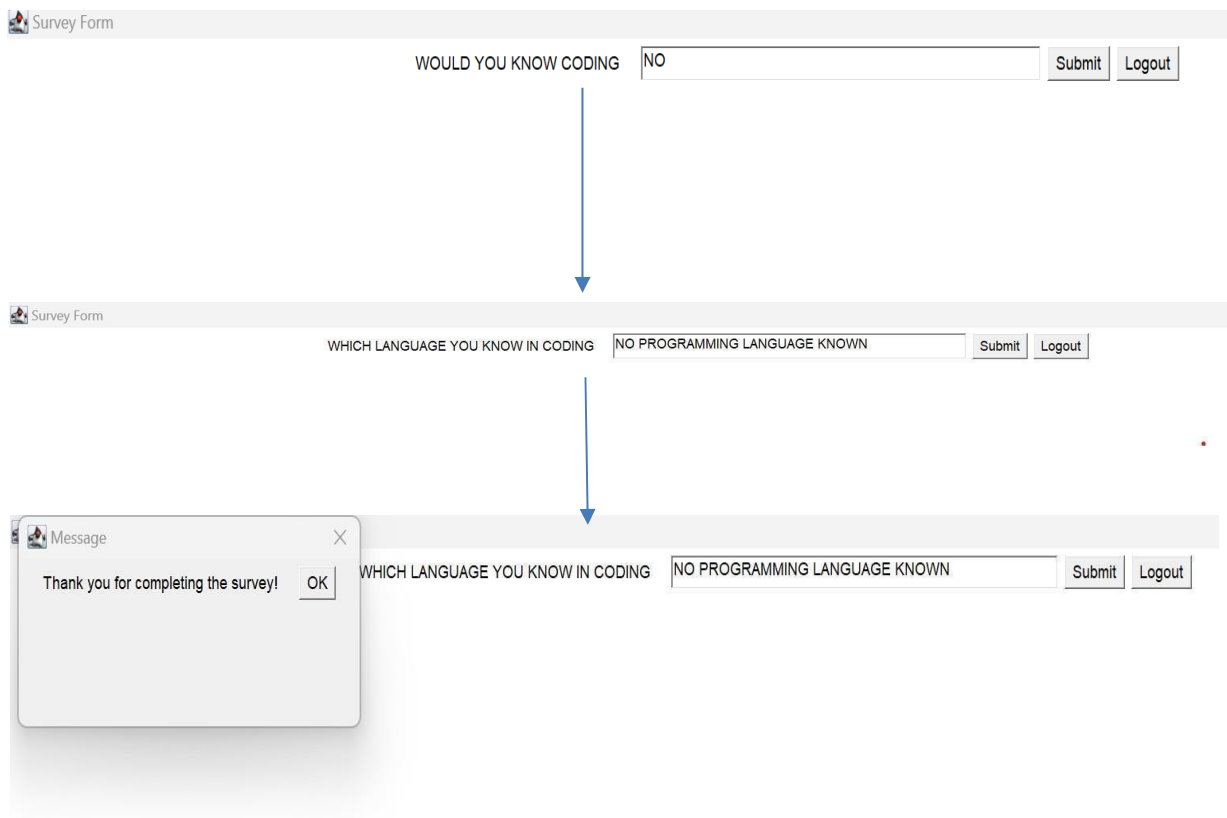 Survey Form
WOULD YOU KNOW CODING NO Submit Logout
Survey Form
WHICH LANGUAGE YOU KNOW IN CODING NO PROGRAMMING LANGUAGE KNOWN Submit Logout
Message X
Thank you for completing the survey! OK
WHICH LANGUAGE YOU KNOW IN CODING NO PROGRAMMING LANGUAGE KNOWN Submit Logout